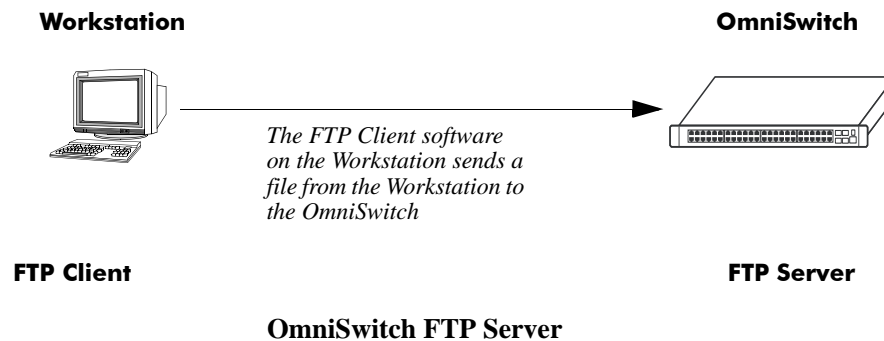 Workstation
OmniSwitch
The FTP Client software
on the Workstation sends a
file from the Workstation to
the OmniSwitch
FTP Client
FTP Server
OmniSwitch FTP Server